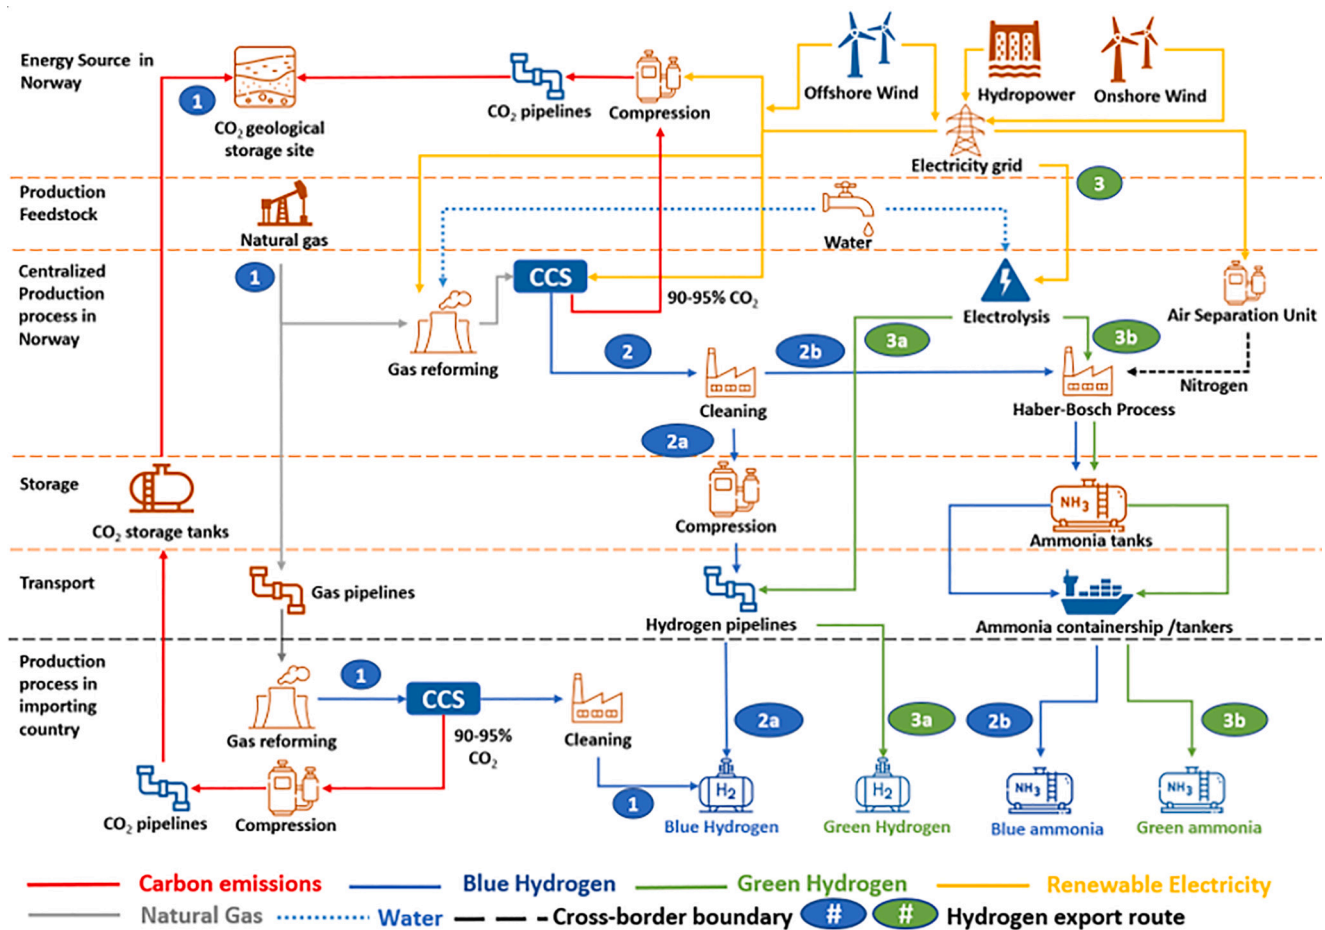 Energy Source in
Norway
1
CO2 geological
storage site
CO2 pipelines
Compression
Offshore Wind
Hydropower
Onshore Wind
Electricity grid
3
Production
Feedstock
Natural gas
Water
Centralized
Production
process in
Norway
1
CCS
90-95% CO2
Gas reforming
Electrolysis
Air Separation Unit
2
2b
3a
3b
Nitrogen
Cleaning
Haber-Bosch Process
2a
Storage
CO2 storage tanks
Compression
NH3
Ammonia tanks
Transport
Gas pipelines
Hydrogen pipelines
Ammonia containership /tankers
Production
process in
importing
country
1
CCS
Gas reforming
90-95%
CO2
Cleaning
2a
3a
2b
3b
CO2 pipelines
Compression
1
H2
Blue Hydrogen
H2
Green Hydrogen
NH3
Blue ammonia
NH3
Green ammonia
Carbon emissions
Blue Hydrogen
Green Hydrogen
Renewable Electricity
Natural Gas
Water
Cross-border boundary
#
#
Hydrogen export route